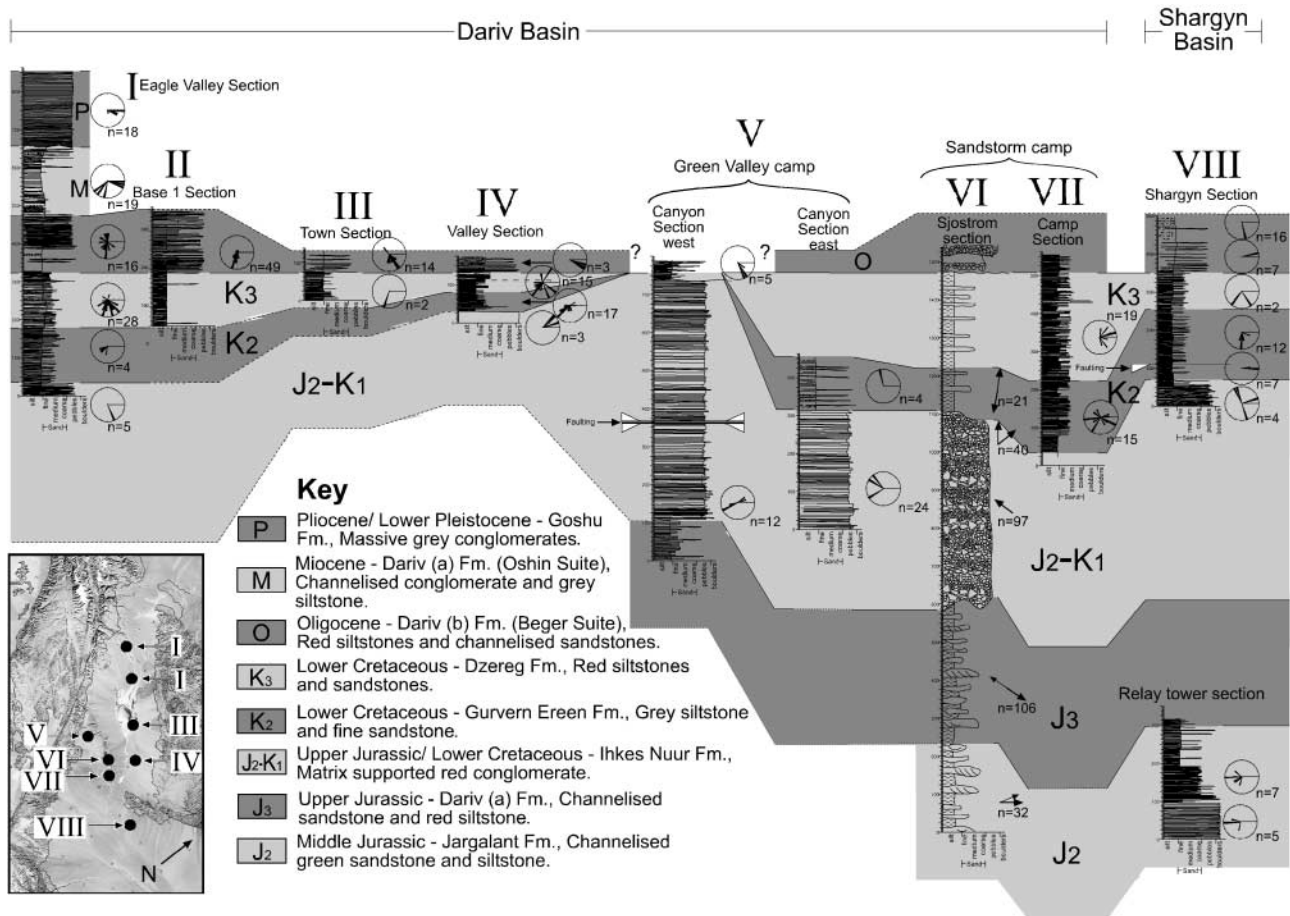 Dariv Basin
Shargyn
Basin
I
Eagle Valley Section
P
n=18
M
n=19
n=16
n=28
n=4
n=5
II
Base 1 Section
n=49
III
Town Section
n=14
n=2
IV
Valley Section
n=3
n=15
n=17
n=3
V
Green Valley camp
Canyon
Section
west
Canyon
Section
east
?
?
n=5
n=12
n=4
n=24
Faulting
O
Sandstorm camp
VI
Sjostrom
section
n=21
n=40
n=97
n=106
n=32
VII
Camp
Section
K3
n=19
Faulting
K2
n=15
VIII
Shargyn Section
n=16
n=7
n=2
n=12
n=7
n=4
K3
K2
J2-K1
J2-K1
J3
J2
Relay tower section
n=7
n=5
silt
fine
medium
coarse
pebbles
boulders
Sand
Key
P
Pliocene/ Lower Pleistocene - Goshu
Fm., Massive grey conglomerates.
M
Miocene - Dariv (a) Fm. (Oshin Suite),
Channelised conglomerate and grey
siltstone.
O
Oligocene - Dariv (b) Fm. (Beger Suite),
Red siltstones and channelised sandstones.
K3
Lower Cretaceous - Dzereg Fm., Red siltstones
and sandstones.
K2
Lower Cretaceous - Gurvern Ereen Fm., Grey siltstone
and fine sandstone.
J2-K1
Upper Jurassic/ Lower Cretaceous - Ihkes Nuur Fm.,
Matrix supported red conglomerate.
J3
Upper Jurassic - Dariv (a) Fm., Channelised
sandstone and red siltstone.
J2
Middle Jurassic - Jargalant Fm., Channelised
green sandstone and siltstone.
I
I
III
V
VI
IV
VII
VIII
N